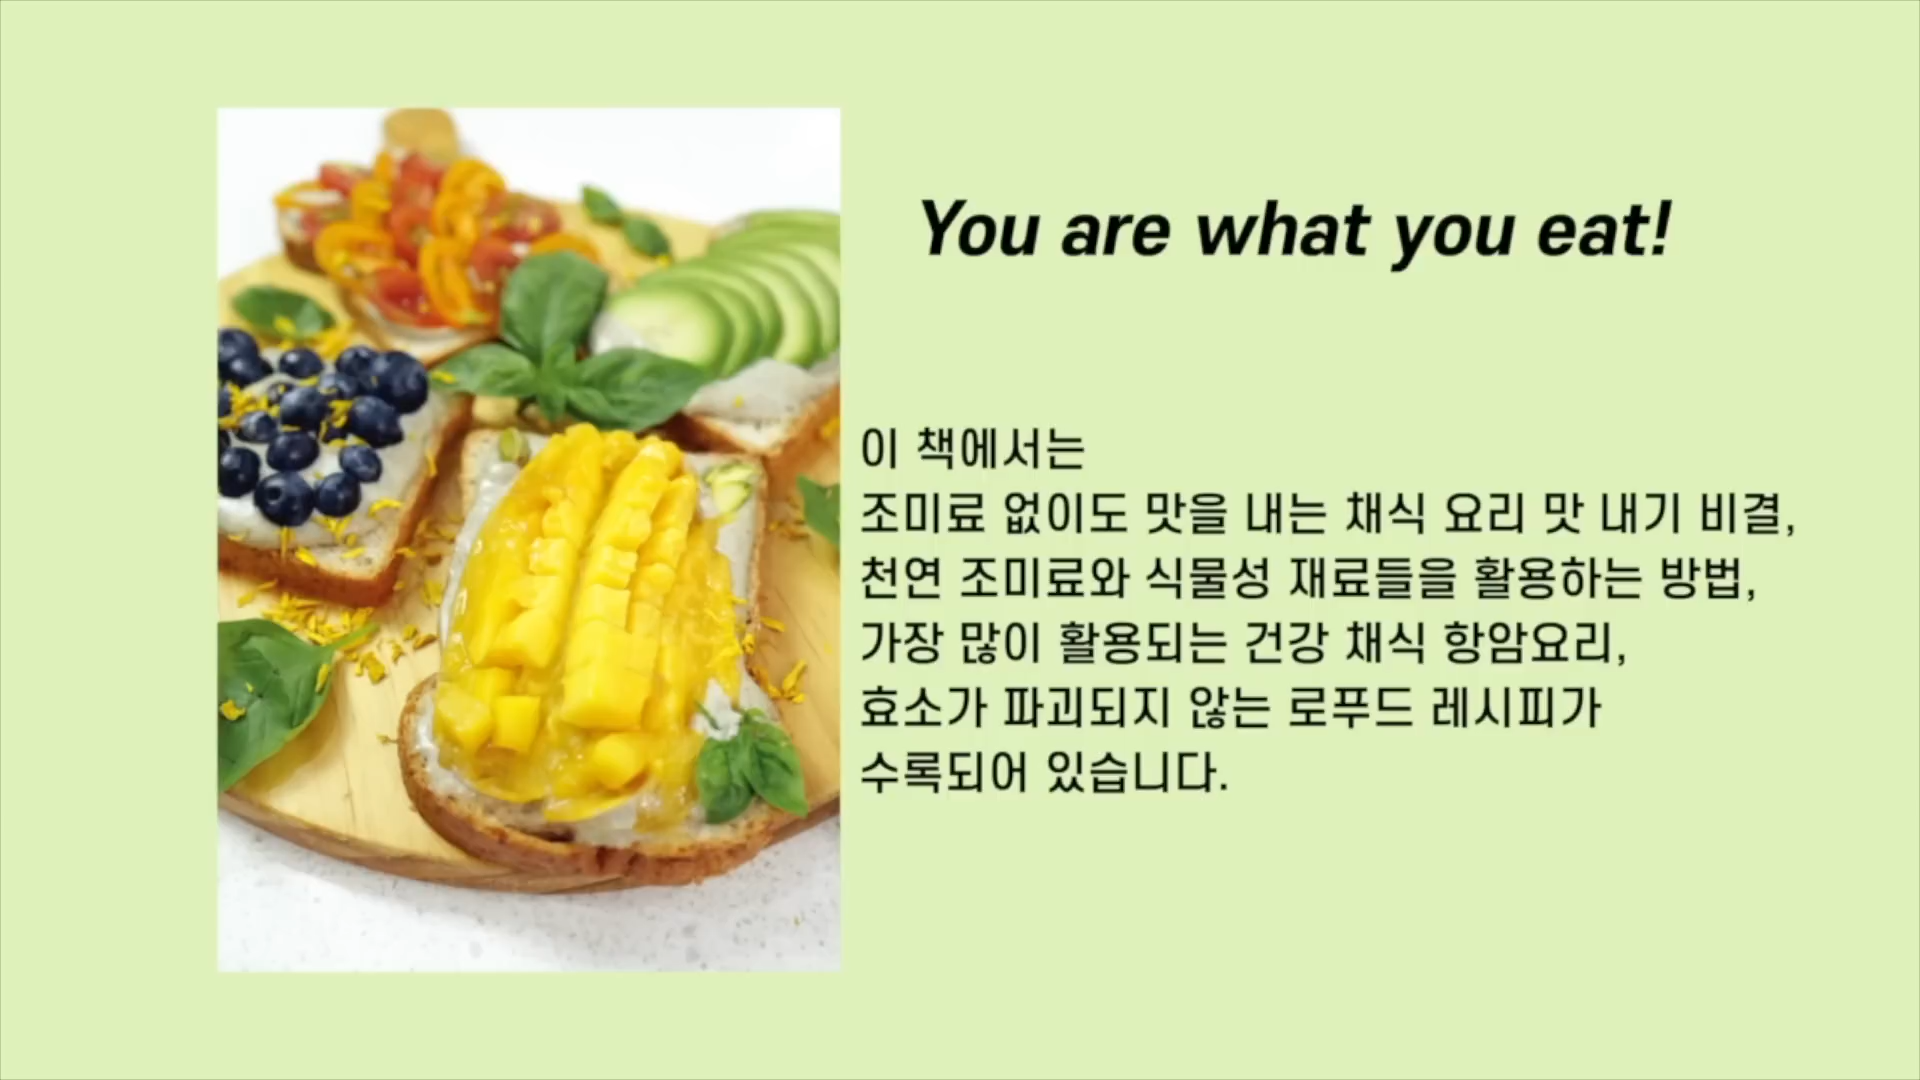 You are what you eat!
이 책에서는
조미료 없이도 맛을 내는 채식 요리 맛 내기 비결,
천연 조미료와 식물성 재료들을 활용하는 방법,
가장 많이 활용되는 건강 채식 항암요리,
효소가 파괴되지 않는 로푸드 레시피가
수록되어 있습니다.